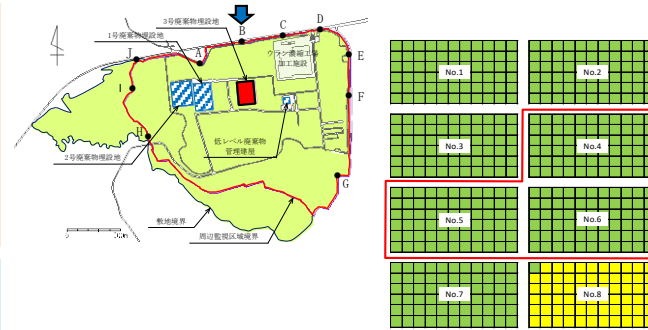 3号廃棄物埋設地
1号廃棄物埋設地
B
C
D
ウラン濃縮工場
加工施設
J
A
E
I
F
H
低レベル廃棄物
管理建屋
2号廃棄物埋設地
G
敷地境界
周辺監視区域境界
No.1
No.2
No.3
No.4
No.5
No.6
No.7
No.8